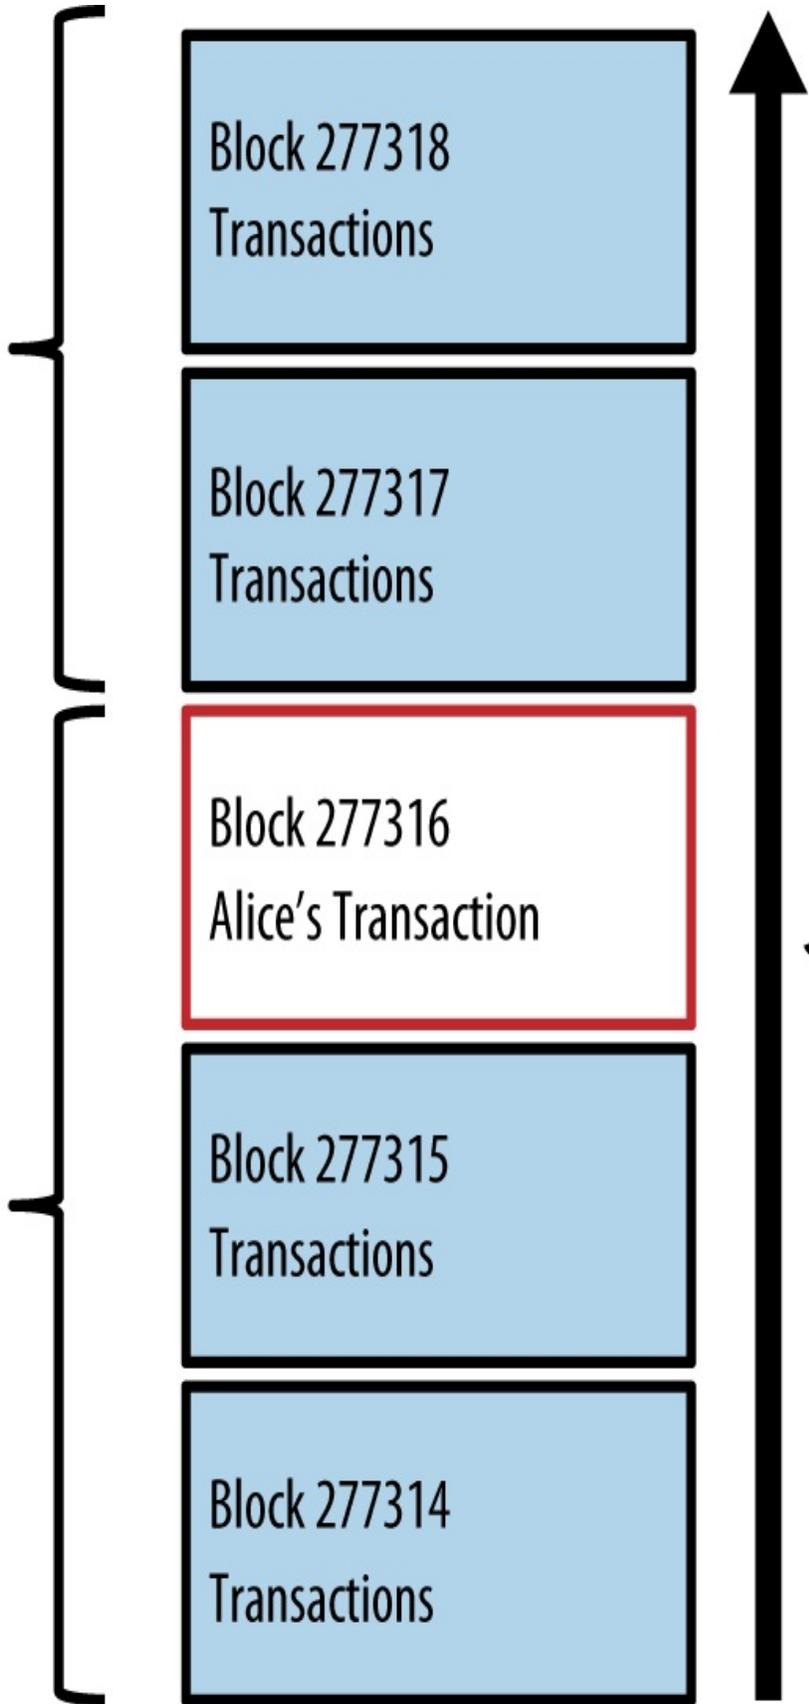 Block 277318
Transactions
Block 277317
Transactions
Block 277316
Alice’s Transaction
Block 277315
Transactions
Block 277314
Transactions